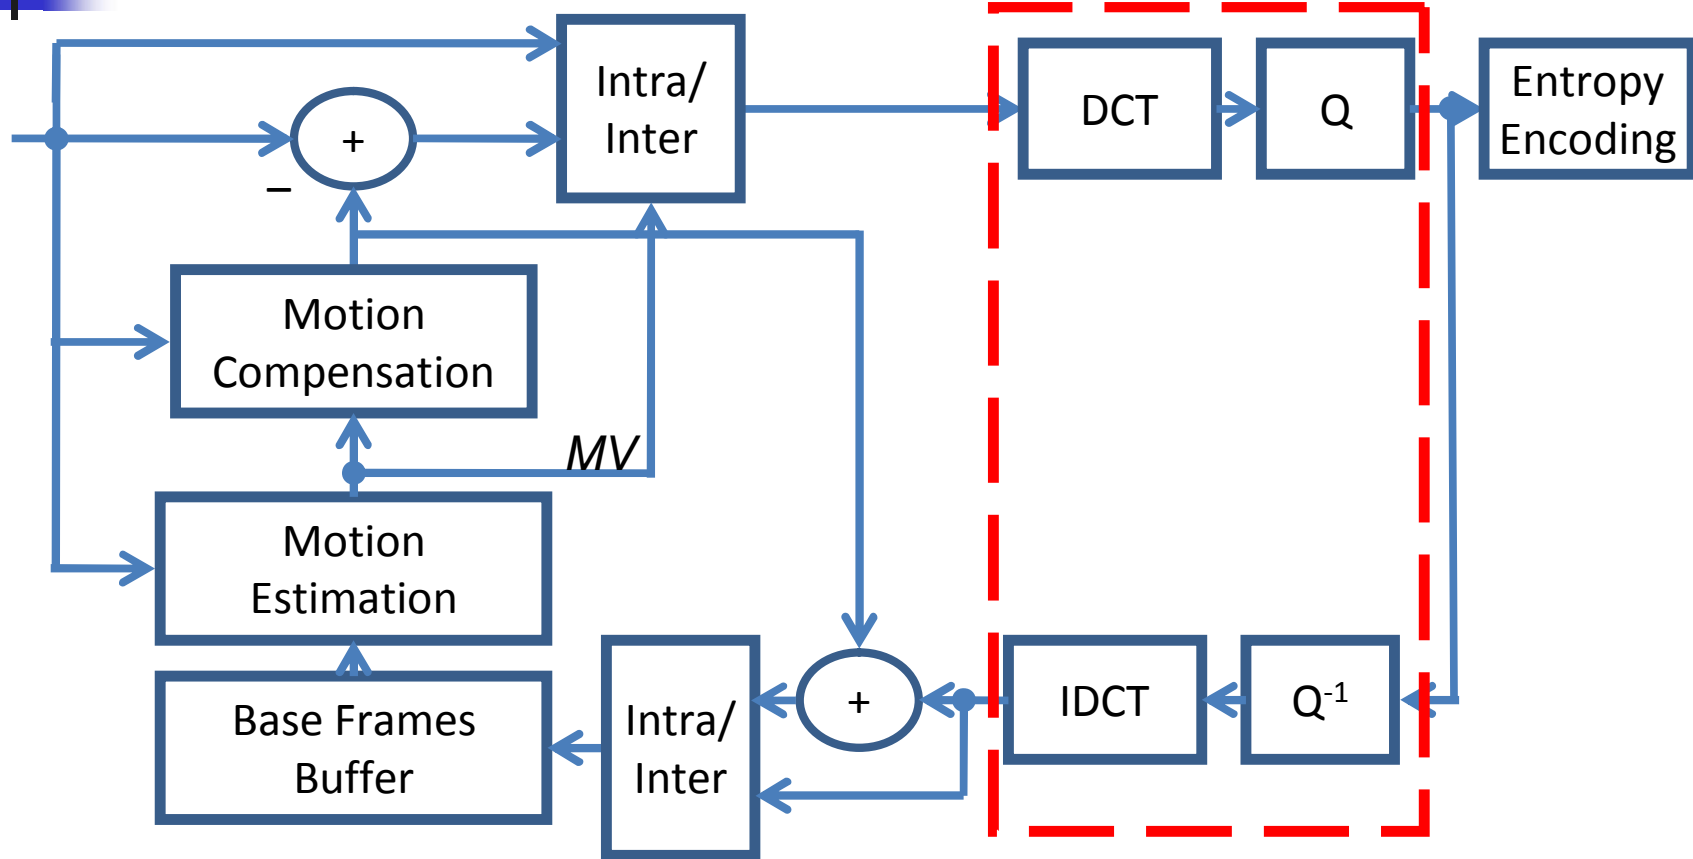 Intra/
Inter
DCT
Q
Entropy
Encoding
+
−
Motion
Compensation
MV
Motion
Estimation
Base Frames
Buffer
Intra/
Inter
+
IDCT
Q⁻¹